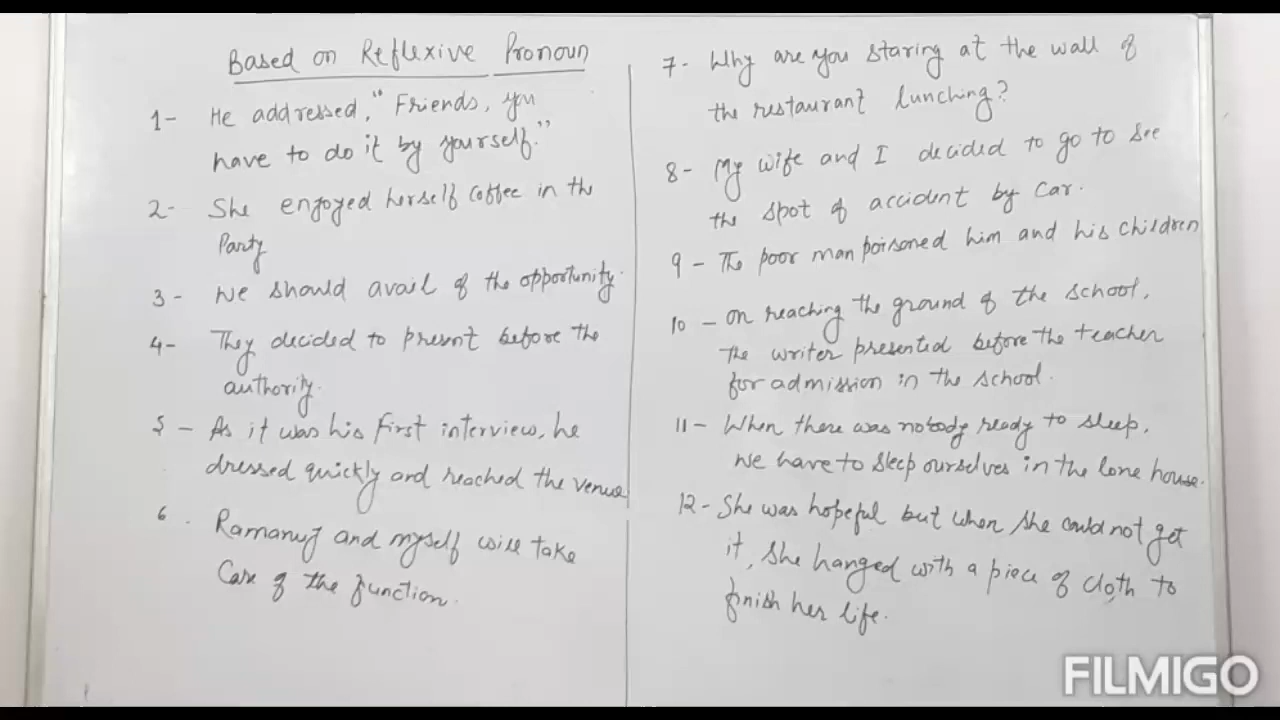 Based on Reflexive Pronoun
1- He addressed, "Friends, you
have to do it by yourself."
2- She enjoyed herself coffee in the
Party
3- We should avail of the opportunity.
4- They decided to present before the
authority.
5- As it was his first interview, he
dressed quickly and reached the venue
6. Ramanuj and myself will take
Care of the function.
7- Why are you staring at the wall of
the restaurant lunching?
8- My wife and I decided to go to see
the spot of accident by Car.
9- The poor man poisoned him and his children
10- On reaching the ground of the school,
the writer presented before the teacher
for admission in the school.
11- When there was nobody ready to sleep,
we have to sleep ourselves in the lone house.
12- She was hopeful but when she could not get
it, she hanged with a piece of cloth to
finish her life.
FILMIGO